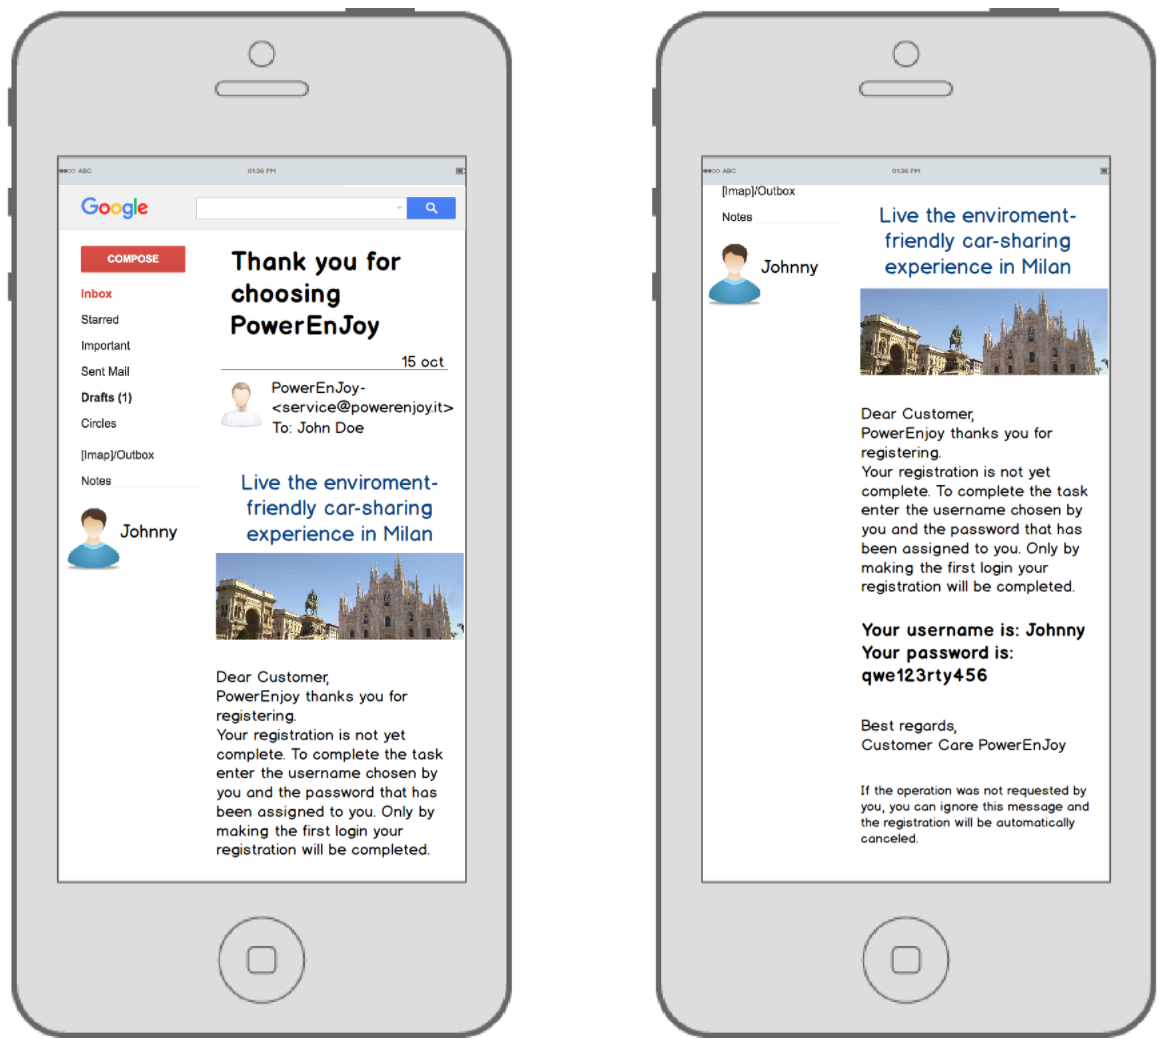 ABC
01:36 PM
Google
COMPOSE
Inbox
Starred
Important
Sent Mail
Drafts (1)
Circles
[Imap]/Outbox
Notes
Johnny
Thank you for
choosing
PowerEnJoy
15 oct
PowerEnJoy-
<service@powerenjoy.it>
To: John Doe
Live the enviroment-
friendly car-sharing
experience in Milan
Dear Customer,
PowerEnjoy thanks you for
registering.
Your registration is not yet
complete. To complete the task
enter the username chosen by
you and the password that has
been assigned to you. Only by
making the first login your
registration will be completed.
ABC
01:36 PM
[Imap]/Outbox
Notes
Johnny
Live the enviroment-
friendly car-sharing
experience in Milan
Dear Customer,
PowerEnjoy thanks you for
registering.
Your registration is not yet
complete. To complete the task
enter the username chosen by
you and the password that has
been assigned to you. Only by
making the first login your
registration will be completed.
Your username is: Johnny
Your password is:
qwe123rty456
Best regards,
Customer Care PowerEnJoy
If the operation was not requested by
you, you can ignore this message and
the registration will be automatically
canceled.